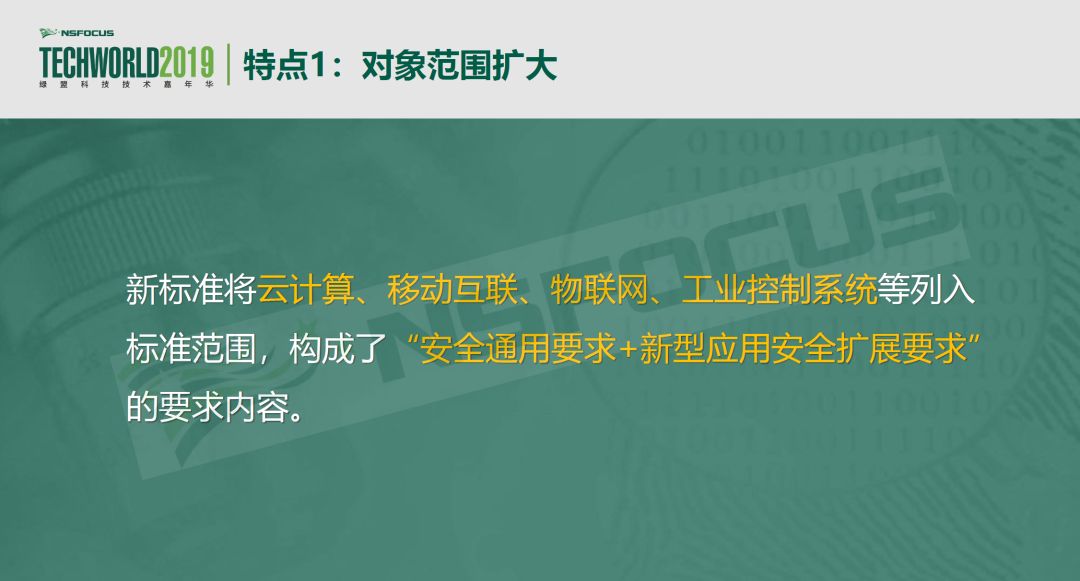 NSFOCUS
TECHWORLD2019
绿盟科技技术嘉年华
特点1：对象范围扩大
新标准将云计算、移动互联、物联网、工业控制系统等列入
标准范围，构成了“安全通用要求+新型应用安全扩展要求”
的要求内容。
NSFOCUS